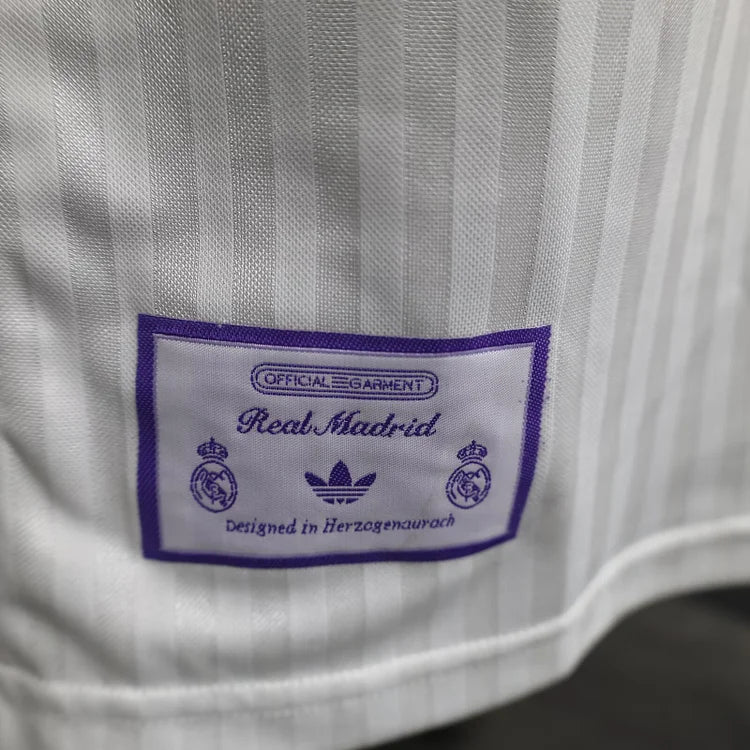 OFFICIAL GARMENT
Real Madrid
Designed in Herzogenaurach